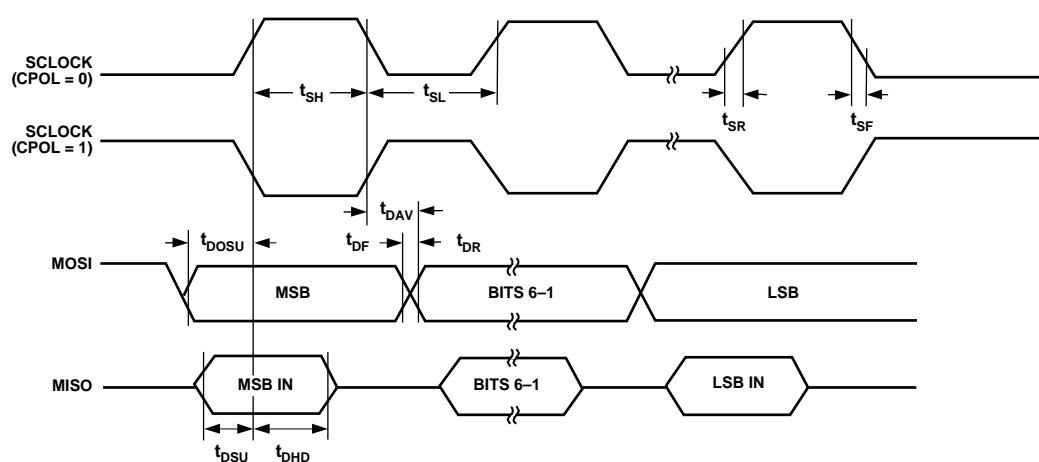 SCLOCK
(CPOL = 0)
tSH
tSL
tSR
tSF
SCLOCK
(CPOL = 1)
tDAV
tDOSU
tDF
tDR
MOSI
MSB
BITS 6–1
LSB
MISO
MSB IN
BITS 6–1
LSB IN
tDSU
tDHD